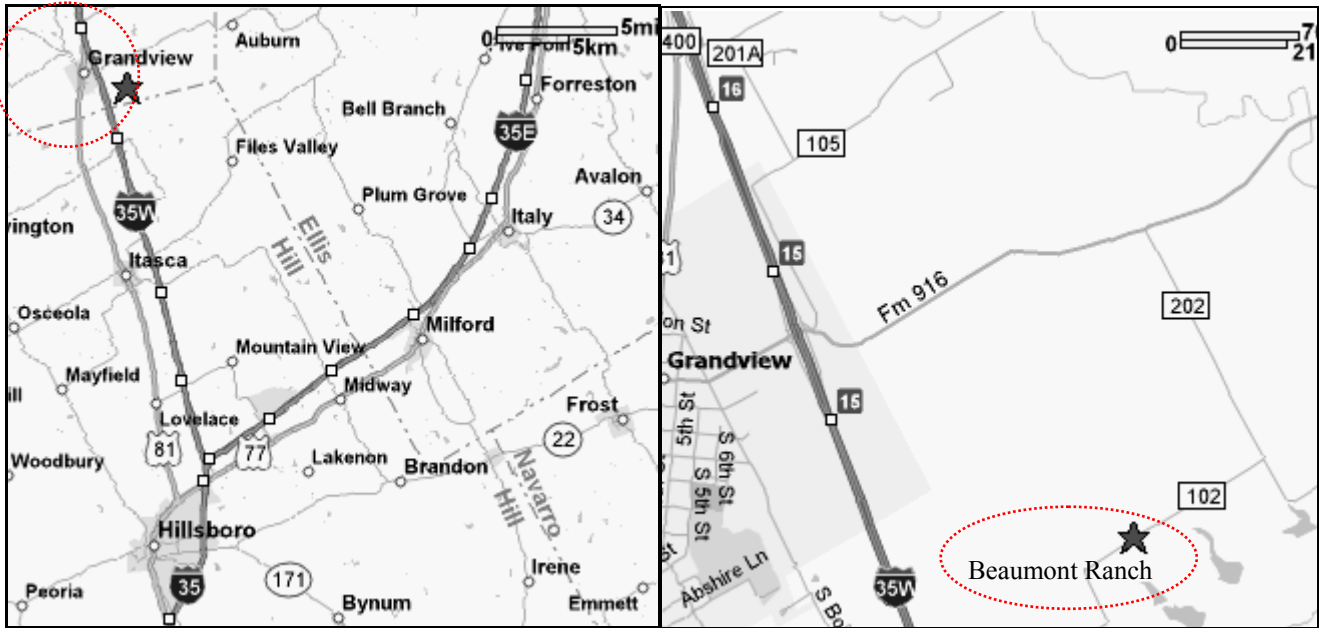 Auburn
0
5mi
5km
Grandview
Forreston
Bell Branch
35E
Files Valley
Avalon
Plum Grove
34
35W
Italy
Ellis
Hill
Itasca
Osceola
Milford
Mountain View
Mayfield
Midway
Lovelace
Frost
81
77
22
Woodbury
Lakenon
Brandon
Navarro
Hill
Hillsboro
35
171
Irene
Peoria
Bynum
Emmett
400
201A
0
16
105
15
Fm 916
202
Grandview
15
5th St
S 6th St
S 5th St
102
Abshire Ln
Beaumont Ranch
35W